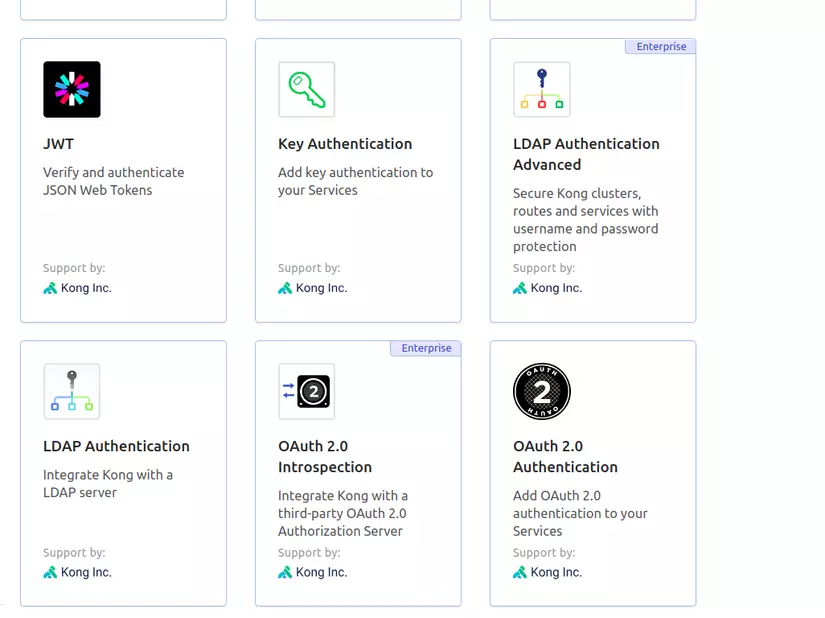 Enterprise
JWT
Verify and authenticate
JSON Web Tokens
Support by:
Kong Inc.
Key Authentication
Add key authentication to
your Services
Support by:
Kong Inc.
LDAP Authentication
Advanced
Secure Kong clusters,
routes and services with
username and password
protection
Support by:
Kong Inc.
LDAP Authentication
Integrate Kong with a
LDAP server
Support by:
Kong Inc.
Enterprise
2
OAuth 2.0
Introspection
Integrate Kong with a
third-party OAuth 2.0
Authorization Server
Support by:
Kong Inc.
OAUTH
2
OAUTH
OAuth 2.0
Authentication
Add OAuth 2.0
authentication to your
Services
Support by:
Kong Inc.